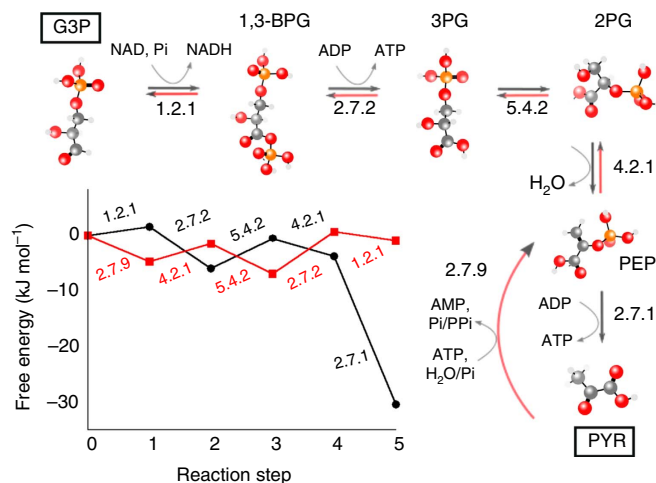 G3P
1,3-BPG
3PG
2PG
NAD, Pi
NADH
ADP
ATP
1.2.1
2.7.2
5.4.2
H₂O
4.2.1
PEP
2.7.9
AMP,
Pi/PPi
ATP,
H₂O/Pi
ADP
ATP
2.7.1
PYR
Free energy (kJ mol⁻¹)
0
−10
−20
−30
1.2.1
2.7.2
5.4.2
4.2.1
2.7.1
2.7.9
4.2.1
5.4.2
2.7.2
1.2.1
0
1
2
3
4
5
Reaction step